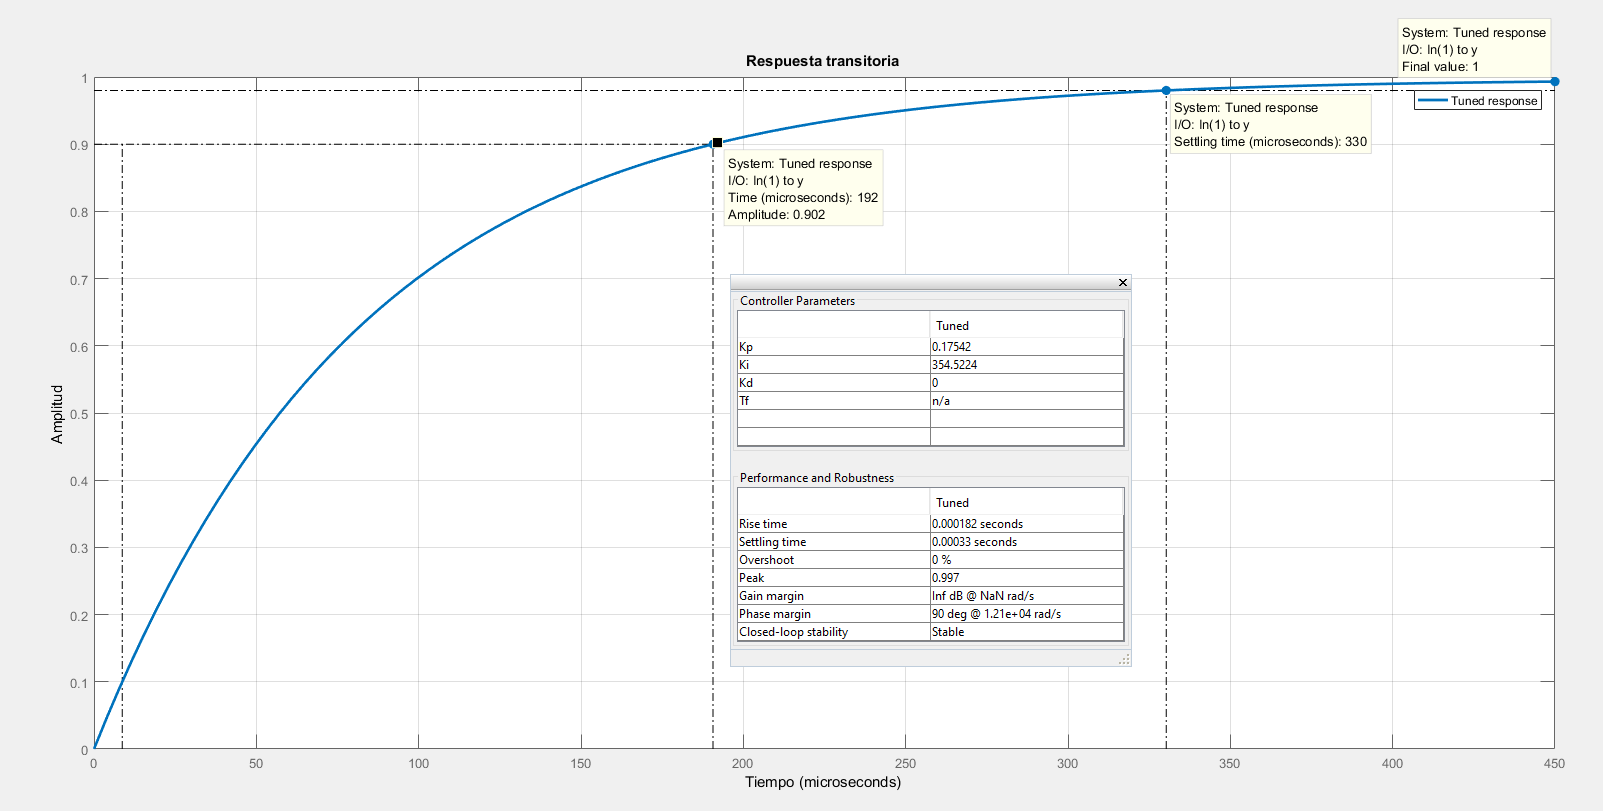 Respuesta transitoria
System: Tuned response
I/O: In(1) to y
Final value: 1
Tuned response
System: Tuned response
I/O: In(1) to y
Settling time (microseconds): 330
System: Tuned response
I/O: In(1) to y
Time (microseconds): 192
Amplitude: 0.902
Amplitud
1
0.9
0.8
0.7
0.6
0.5
0.4
0.3
0.2
0.1
0
0 50 100 150 200 250 300 350 400 450
Tiempo (microseconds)
Controller Parameters
Tuned
Kp 0.17542
Ki 354.5224
Kd 0
Tf n/a
Performance and Robustness
Tuned
Rise time 0.000182 seconds
Settling time 0.00033 seconds
Overshoot 0 %
Peak 0.997
Gain margin Inf dB @ NaN rad/s
Phase margin 90 deg @ 1.21e+04 rad/s
Closed-loop stability Stable